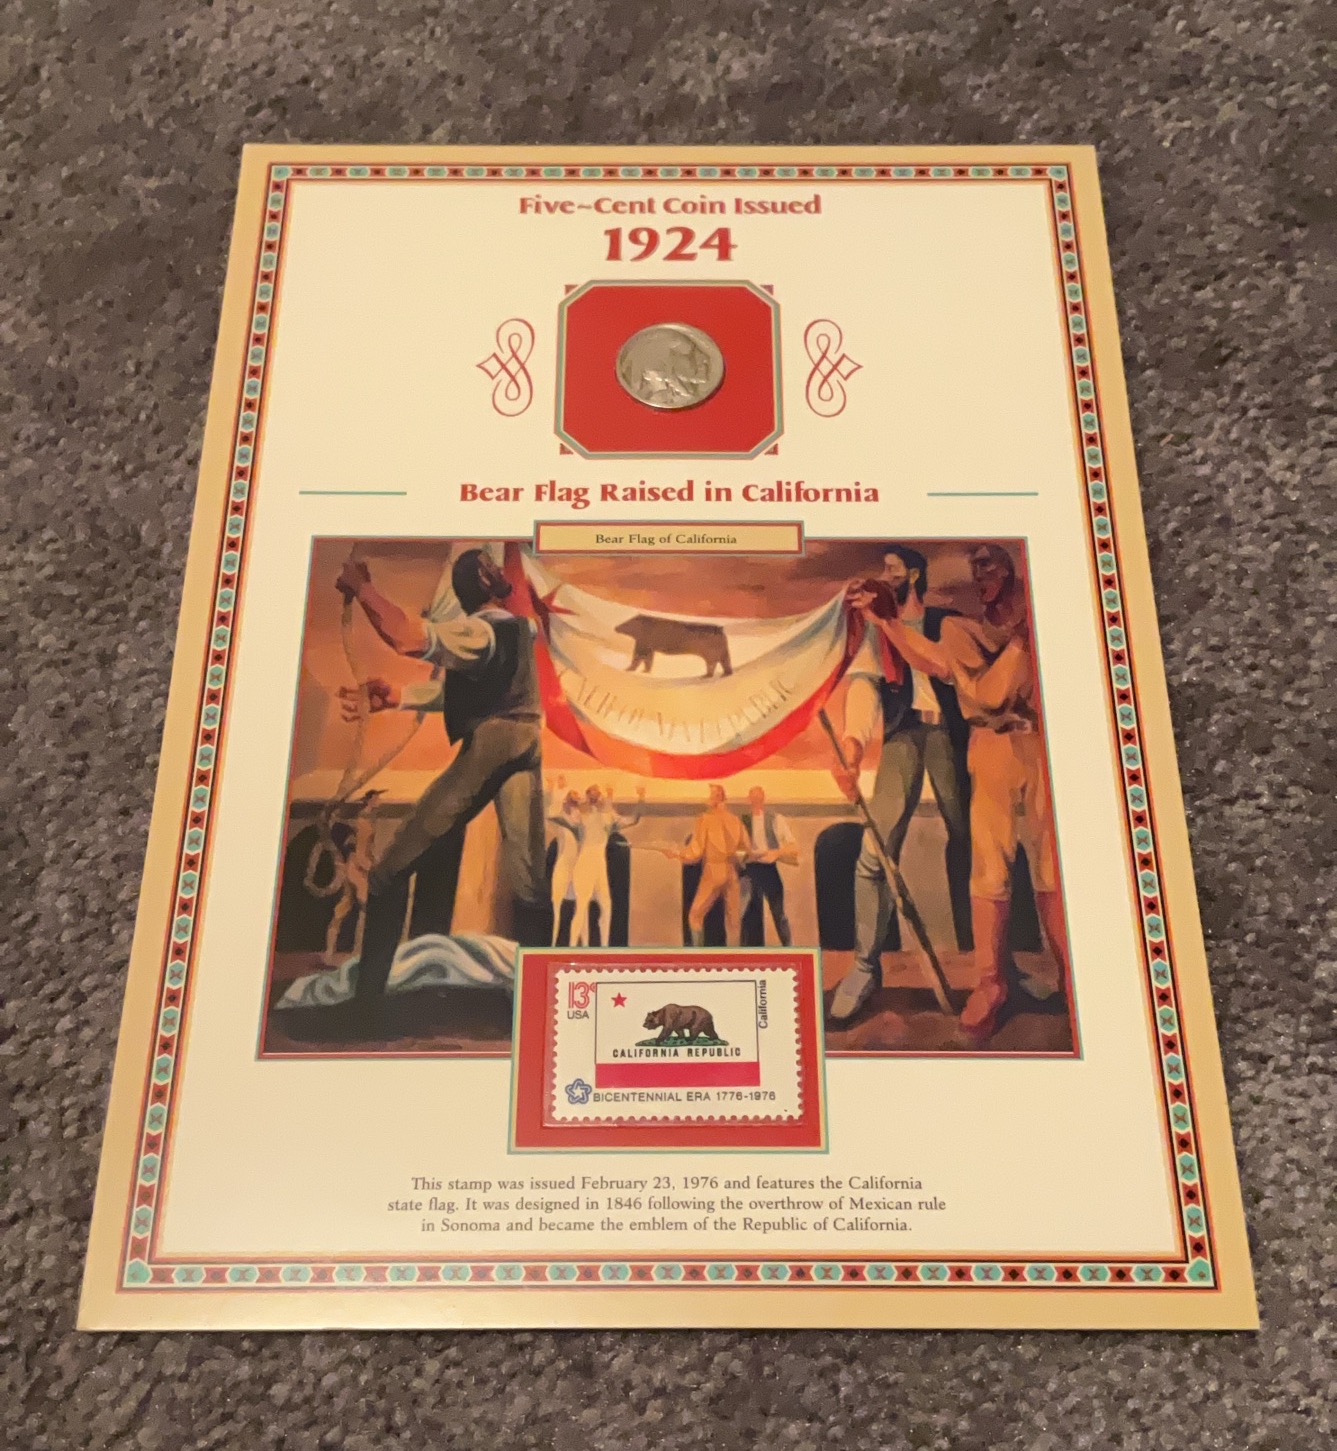 Five~Cent Coin Issued
1924
Bear Flag Raised in California
Bear Flag of California
CALIFORNIA REPUBLIC
13¢
USA
California
CALIFORNIA REPUBLIC
BICENTENNIAL ERA 1776-1976
This stamp was issued February 23, 1976 and features the California
state flag. It was designed in 1846 following the overthrow of Mexican rule
in Sonoma and became the emblem of the Republic of California.